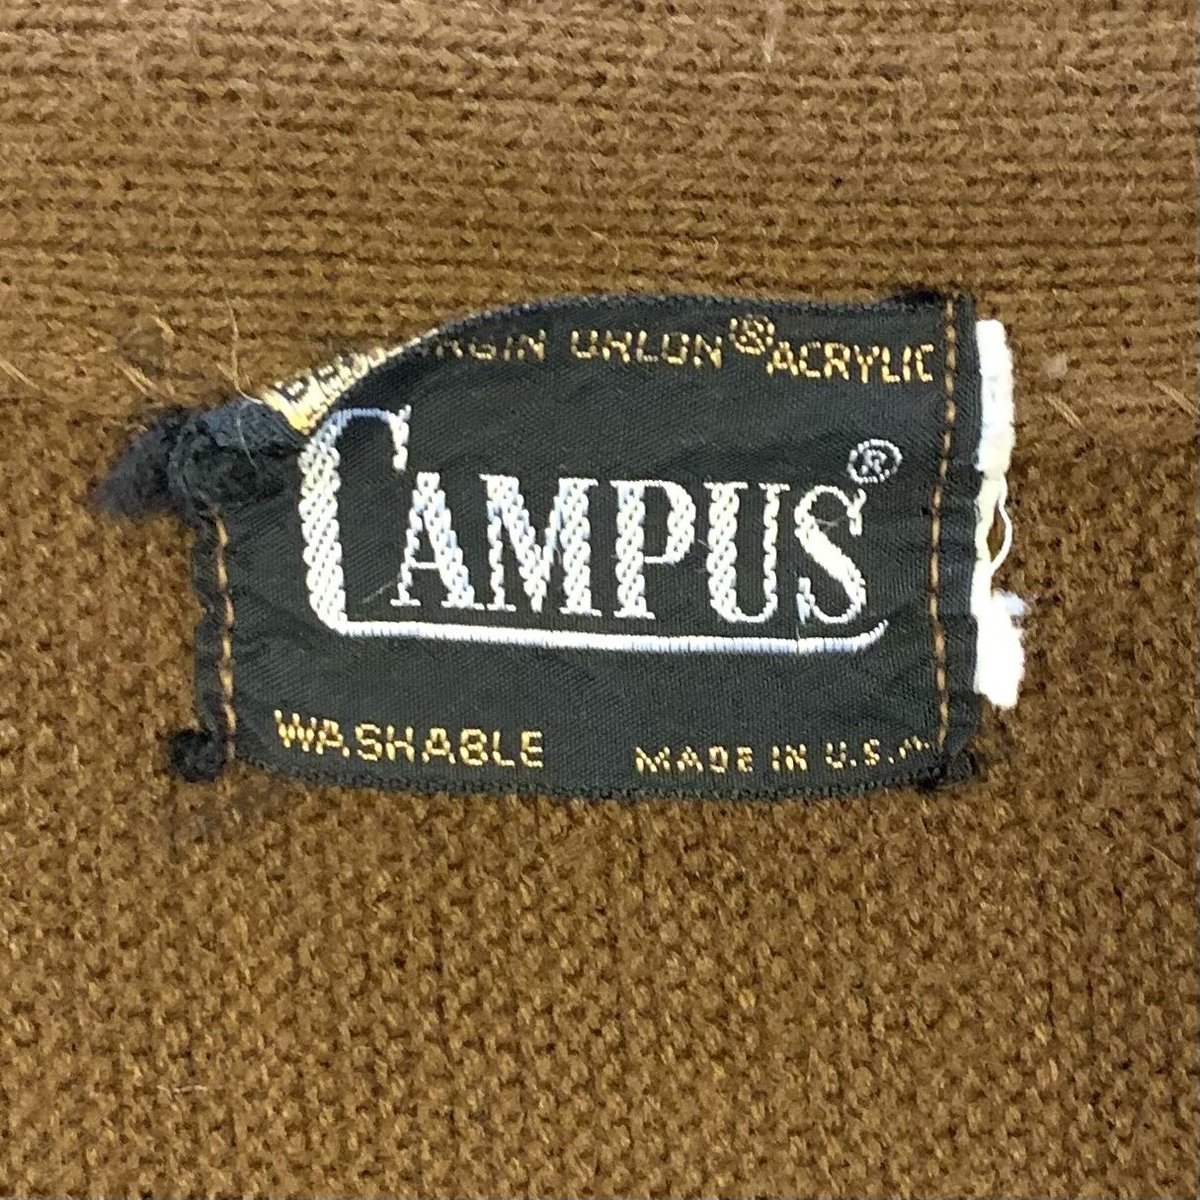 VIRGIN ORLON® ACRYLIC
CAMPUS®
WASHABLE MADE IN U.S.A.